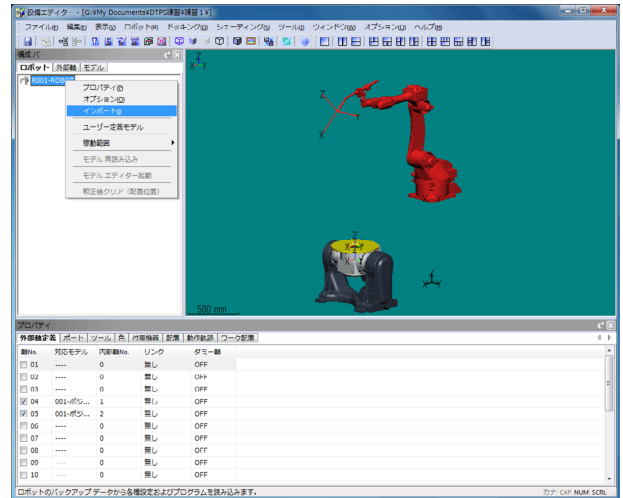 設備エディター - [G:¥My Documents¥DTPS課習¥課習１¥]
ファイル(F) 編集(E) 表示(V) ロボット(R) ドッキング(D) シミュレーティング(S) ツール(U) ウィンドウ(W) オプション(O) ヘルプ(H)
構成バー
ロボット 外部軸 モデル
R001-ROBOT
プロパティ(P)
オプション(O)
インポート(I)
ユーザー定義モデル
移動範囲
モデル 再読み込み
モデル エディター起動
較正値クリア（配置位置）
Z
X Y
Z
Y
X
Z
X Y
Z
X Y
X
500 mm
プロパティ
外部軸定義 ポート ツール 色 付帯機器 配置 動作軌跡 ワーク配置
軸No. 対応モデル 内部軸No. リンク ダミー軸
01 ---- 0 無し OFF
02 ---- 0 無し OFF
03 ---- 0 無し OFF
04 001-ポジ... 1 無し OFF
05 001-ポジ... 2 無し OFF
06 ---- 0 無し OFF
07 ---- 0 無し OFF
08 ---- 0 無し OFF
09 ---- 0 無し OFF
10 ---- 0 無し OFF
ロボットのバックアップ データから各種設定およびプログラムを読み込みます。
カナ CAP NUM SCRL